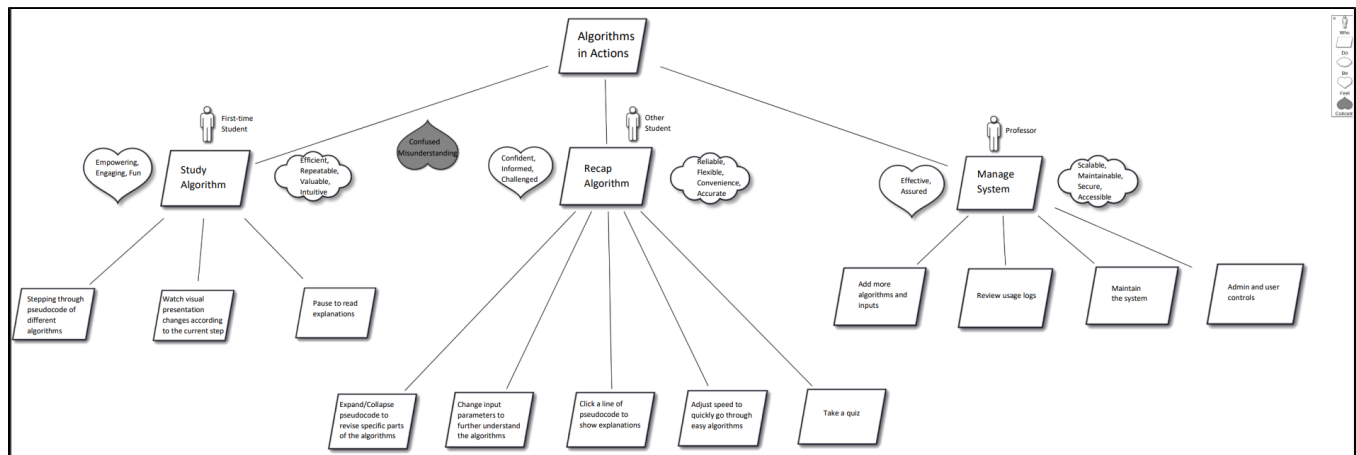 Algorithms
in Actions
Who
Do
Be
Feel
Concern
First-time
Student
Empowering,
Engaging, Fun
Study
Algorithm
Efficient,
Repeatable,
Valuable,
Intuitive
Confused
Misunderstanding
Other
Student
Confident,
Informed,
Challenged
Recap
Algorithm
Reliable,
Flexible,
Convenience,
Accurate
Professor
Effective,
Assured
Manage
System
Scalable,
Maintainable,
Secure,
Accessible
Stepping through
pseudocode of
different
algorithms
Watch visual
presentation
changes according
to the current step
Pause to read
explanations
Add more
algorithms and
inputs
Review usage logs
Maintain
the system
Admin and user
controls
Expand/Collapse
pseudocode to
revise specific parts
of the algorithms
Change input
parameters to
further understand
the algorithms
Click a line of
pseudocode to
show explanations
Adjust speed to
quickly go through
easy algorithms
Take a quiz